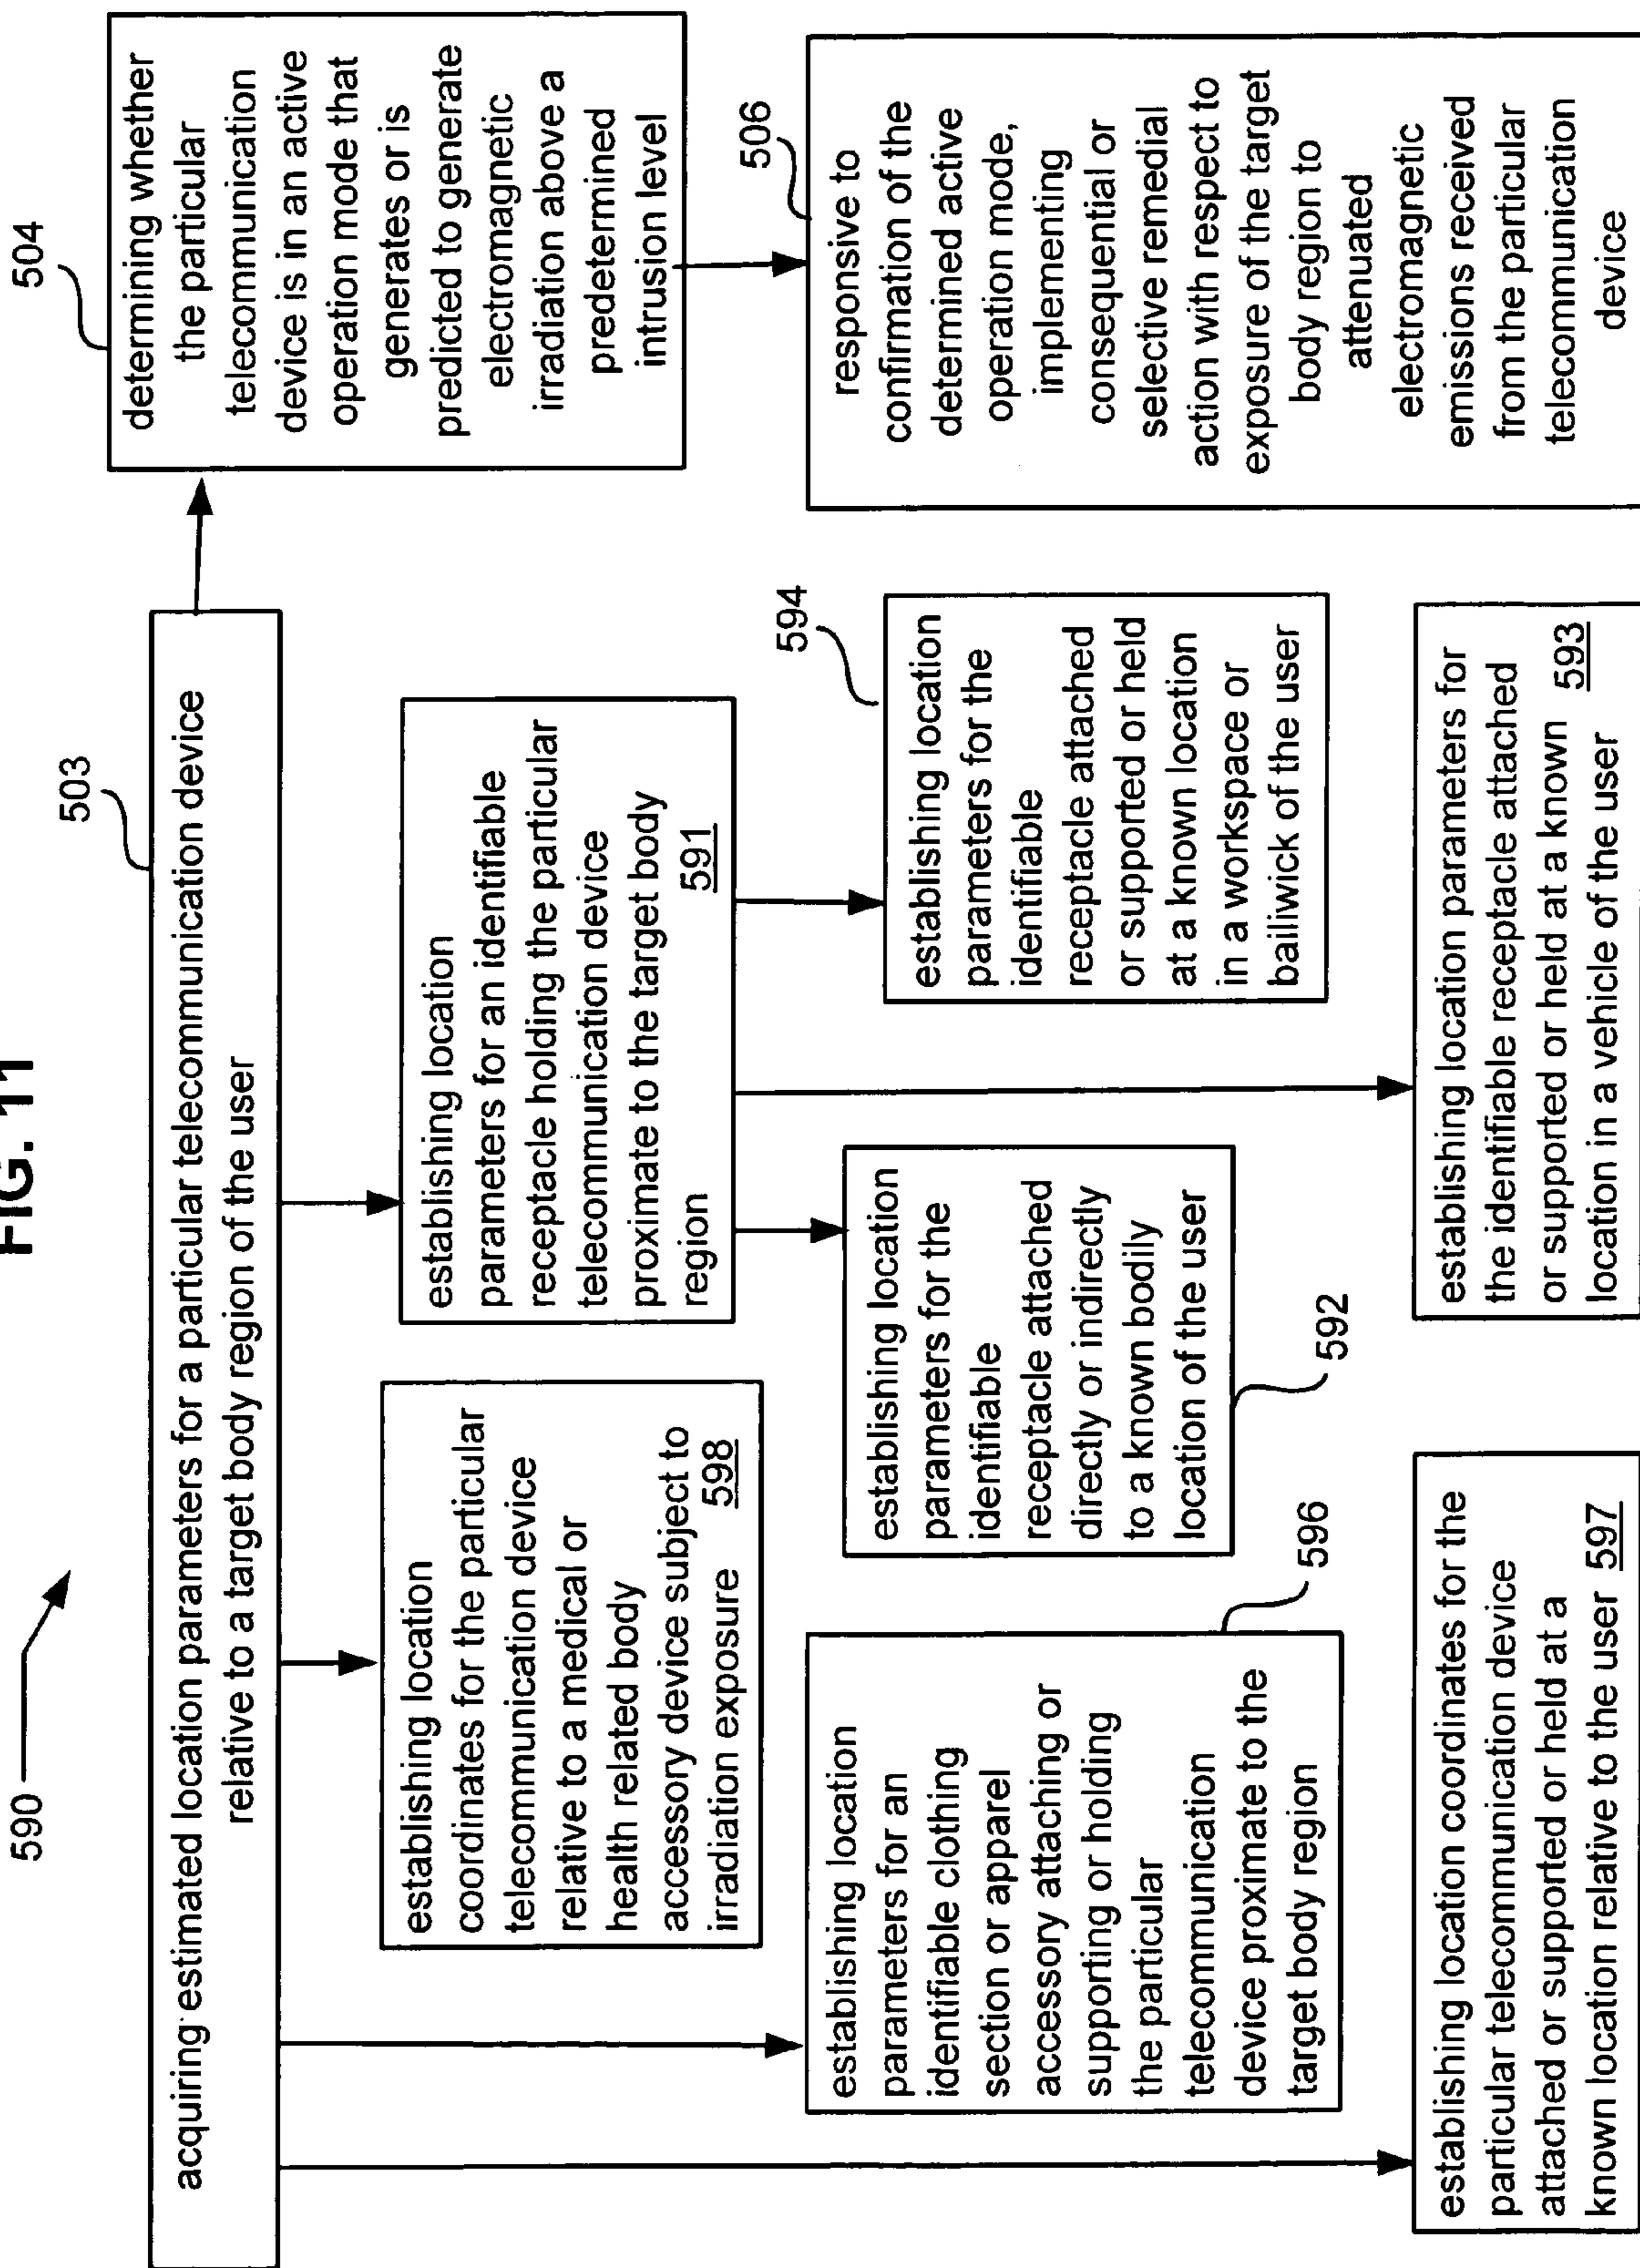 FIG. 11
590
503
acquiring estimated location parameters for a particular telecommunication device
relative to a target body region of the user
504
determining whether
the particular
telecommunication
device is in an active
operation mode that
generates or is
predicted to generate
electromagnetic
irradiation above a
predetermined
intrusion level
506
responsive to
confirmation of the
determined active
operation mode,
implementing
consequential or
selective remedial
action with respect to
exposure of the target
body region to
attenuated
electromagnetic
emissions received
from the particular
telecommunication
device
establishing location
coordinates for the particular
telecommunication device
relative to a medical or
health related body
accessory device subject to
irradiation exposure 598
establishing location
parameters for an identifiable
receptacle holding the particular
telecommunication device
proximate to the target body
region 591
establishing location
parameters for an
identifiable clothing
section or apparel
accessory attaching or
supporting or holding
the particular
telecommunication
device proximate to the
target body region
596
establishing location
parameters for the
identifiable
receptacle attached
directly or indirectly
to a known bodily
location of the user
592
594
establishing location
parameters for the
identifiable
receptacle attached
or supported or held
at a known location
in a workspace or
bailiwick of the user
establishing location coordinates for the
particular telecommunication device
attached or supported or held at a
known location relative to the user 597
establishing location parameters for
the identifiable receptacle attached
or supported or held at a known 593
location in a vehicle of the user